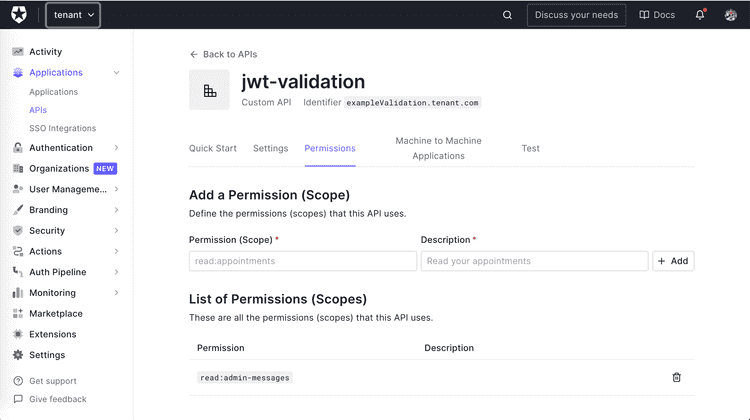 tenant
Discuss your needs
Docs
Activity
Applications
Applications
APIs
SSO Integrations
Authentication
Organizations NEW
User Manageme...
Branding
Security
Actions
Auth Pipeline
Monitoring
Marketplace
Extensions
Settings
Get support
Give feedback
Back to APIs
jwt-validation
Custom API Identifier exampleValidation.tenant.com
Quick Start Settings Permissions Machine to Machine Applications Test
Add a Permission (Scope)
Define the permissions (scopes) that this API uses.
Permission (Scope) * Description *
read:appointments Read your appointments + Add
List of Permissions (Scopes)
These are all the permissions (scopes) that this API uses.
Permission Description
read:admin-messages